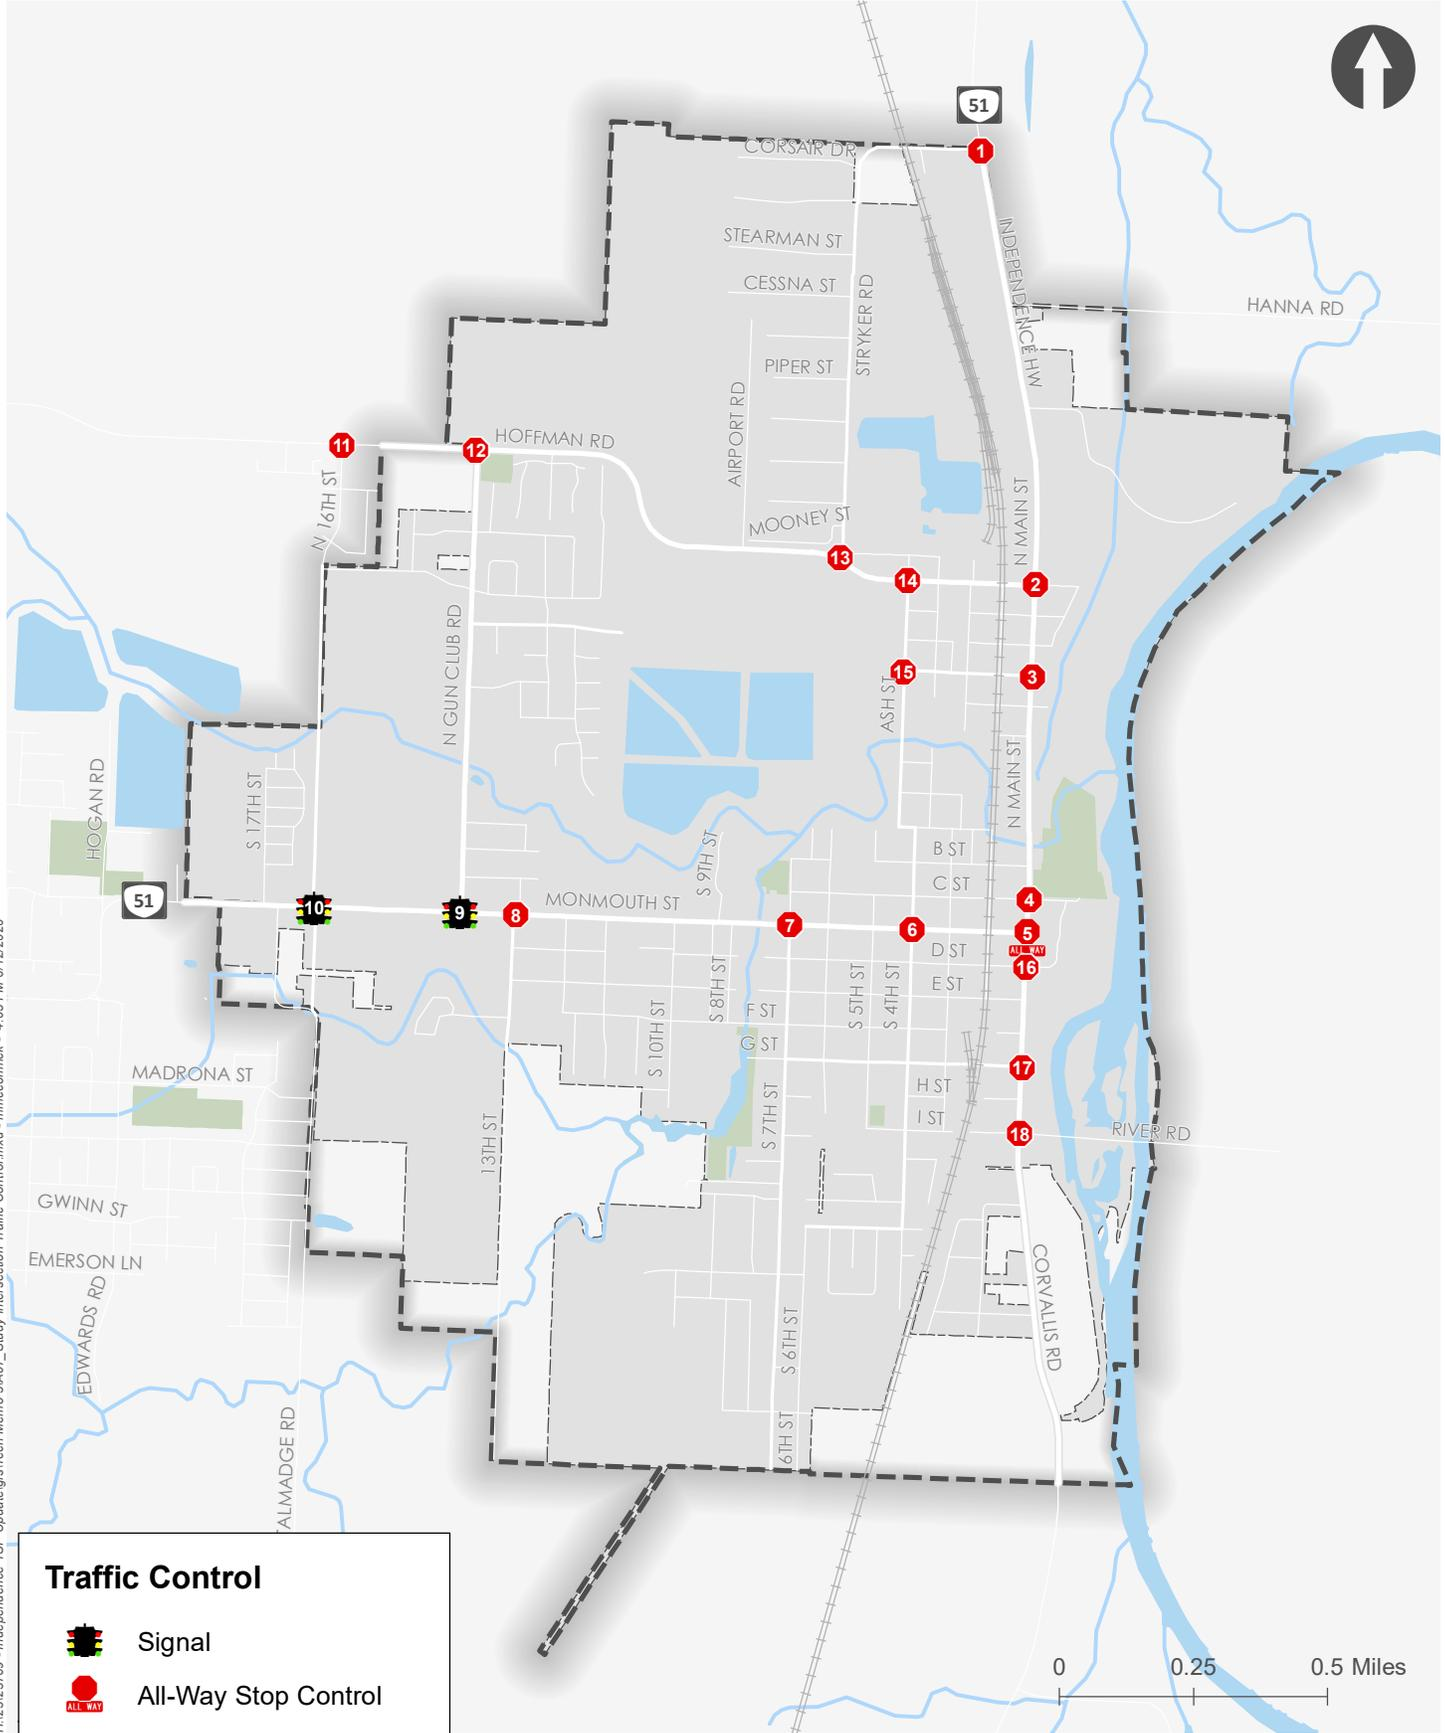 51
1
CORSAIR DR
STEARMAN ST
CESSNA ST
INDEPENDENCE HW
HANNA RD
STRYKER RD
PIPER ST
AIRPORT RD
11
12
HOFFMAN RD
N 16TH ST
MOONEY ST
N MAIN ST
13
14
2
N GUN CLUB RD
15
3
ASH ST
HOGAN RD
S 17TH ST
N MAIN ST
S 9TH ST
B ST
C ST
51
10
9
8
MONMOUTH ST
7
6
4
5
D ST
ALL WAY
16
E ST
S 8TH ST
S 5TH ST
S 4TH ST
F ST
S 10TH ST
G ST
17
MADRONA ST
H ST
S 7TH ST
I ST
18
RIVER RD
13TH ST
GWINN ST
EMERSON LN
EDWARDS RD
CORVALLIS RD
S 6TH ST
6TH ST
TALMADGE RD
Traffic Control
Signal
ALL WAY
All-Way Stop Control
0 0.25 0.5 Miles